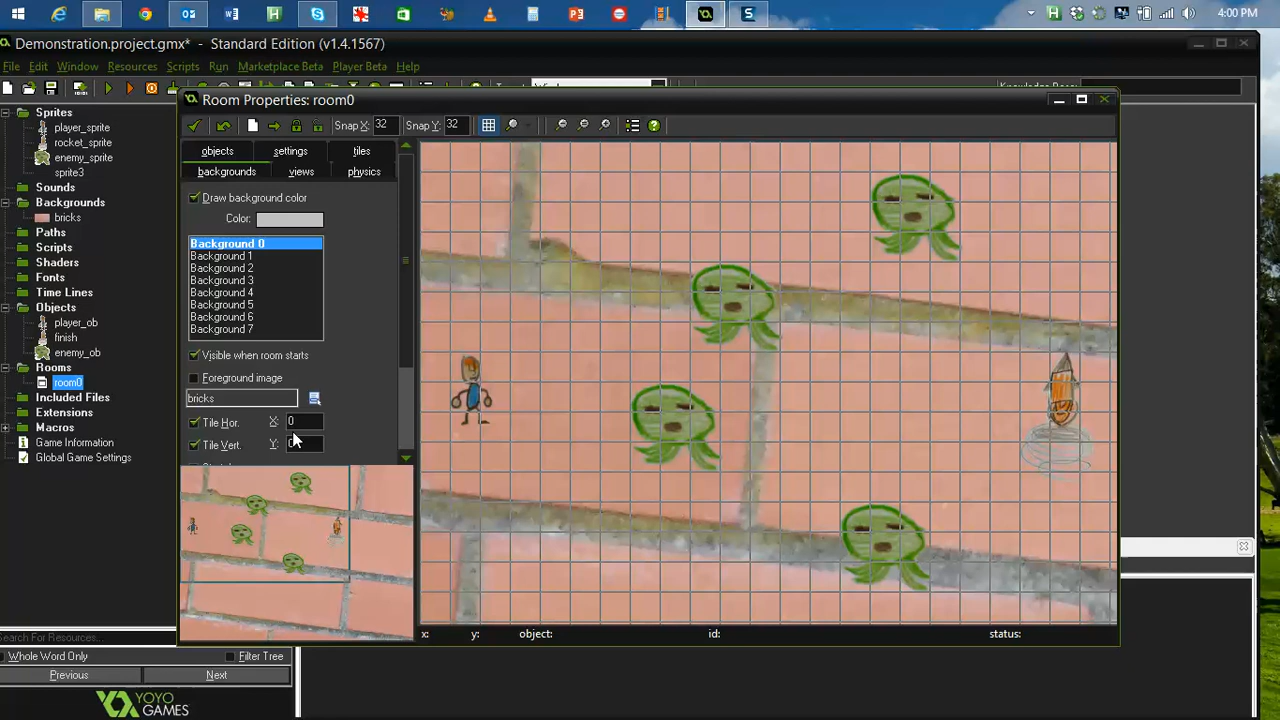 4:00 PM
Demonstration.project.gmx* - Standard Edition (v1.4.1567)
File Edit Window Resources Scripts Run Marketplace Beta Player Beta Help
Room Properties: room0
Snap X: 32 Snap Y: 32
objects settings tiles
backgrounds views physics
Draw background color
Color:
Background 0
Background 1
Background 2
Background 3
Background 4
Background 5
Background 6
Background 7
Visible when room starts
Foreground image
bricks
Tile Hor. X: 0
Tile Vert. Y:
x: y: object: id: status:
Sprites
player_sprite
rocket_sprite
enemy_sprite
sprite3
Sounds
Backgrounds
bricks
Paths
Scripts
Shaders
Fonts
Time Lines
Objects
player_ob
finish
enemy_ob
Rooms
room0
Included Files
Extensions
Macros
Game Information
Global Game Settings
Search For Resources
Whole Word Only Filter Tree
Previous Next
YOYO
GAMES